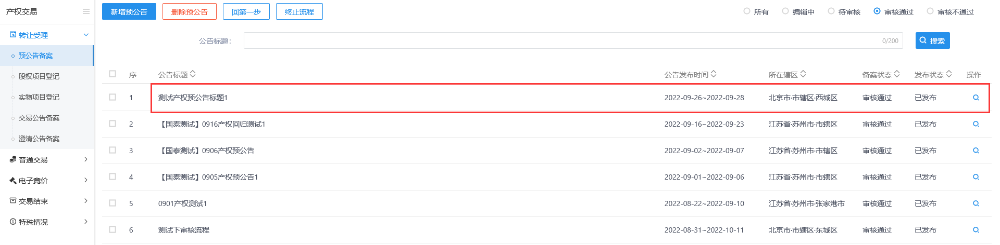 产权交易
转让受理
预公告备案
股权项目登记
实物项目登记
交易公告备案
澄清公告备案
普通交易
电子竞价
交易结束
特殊情况
新增预公告 删除预公告 回第一步 终止流程 所有 编辑中 待审核 审核通过 审核不通过
公告标题： 0/200 搜索
序 公告标题 公告发布时间 所在辖区 备案状态 发布状态 操作
1 测试产权预公告标题1 2022-09-26~2022-09-28 北京市·市辖区·西城区 审核通过 已发布
2 【国泰测试】0916产权回归测试1 2022-09-16~2022-09-23 江苏省·苏州市·市辖区 审核通过 已发布
3 【国泰测试】0906产权预公告 2022-09-02~2022-09-07 江苏省·苏州市·市辖区 审核通过 已发布
4 【国泰测试】0905产权预公告1 2022-09-01~2022-09-06 江苏省·苏州市·市辖区 审核通过 已发布
5 0901产权测试1 2022-08-22~2022-09-10 江苏省·苏州市·张家港市 审核通过 已发布
6 测试下审核流程 2022-08-31~2022-10-11 北京市·市辖区·东城区 审核通过 已发布